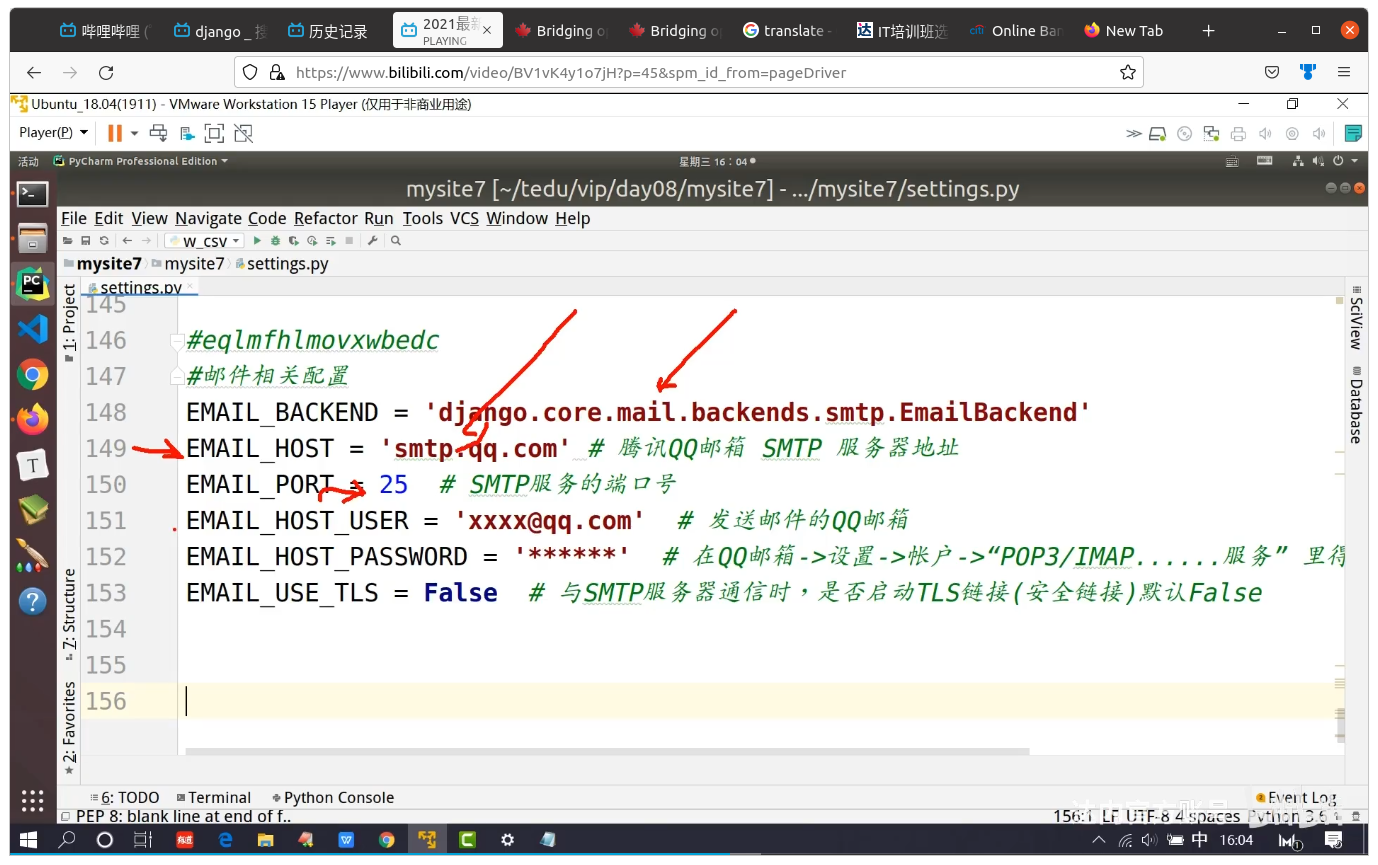 哔哩哔哩 (
django _ 搜
历史记录
2021最新
PLAYING
Bridging o
Bridging o
translate -
达 IT培训班选
citi Online Ban
New Tab
https://www.bilibili.com/video/BV1vK4y1o7jH?p=45&spm_id_from=pageDriver
Ubuntu_18.04(1911) - VMware Workstation 15 Player (仅用于非商业用途)
Player(P)
活动 PyCharm Professional Edition
星期三 16：04
mysite7 [~/tedu/vip/day08/mysite7] - .../mysite7/settings.py
File Edit View Navigate Code Refactor Run Tools VCS Window Help
w_csv
mysite7 mysite7 settings.py
1: Project
settings.py
SciView
Database
145
146 #eqlmfhlmovxwbedc
147 #邮件相关配置
148 EMAIL_BACKEND = 'django.core.mail.backends.smtp.EmailBackend'
149 EMAIL_HOST = 'smtp.qq.com' # 腾讯QQ邮箱 SMTP 服务器地址
150 EMAIL_PORT = 25 # SMTP服务的端口号
151 EMAIL_HOST_USER = 'xxxx@qq.com' # 发送邮件的QQ邮箱
152 EMAIL_HOST_PASSWORD = '******' # 在QQ邮箱->设置->帐户->“POP3/IMAP......服务” 里得
153 EMAIL_USE_TLS = False # 与SMTP服务器通信时，是否启动TLS链接(安全链接)默认False
154
155
156
Z: Structure
2: Favorites
6: TODO Terminal Python Console
Event Log
PEP 8: blank line at end of f..
156:1 LF UTF-8 4 spaces Python 3.6
中 16:04